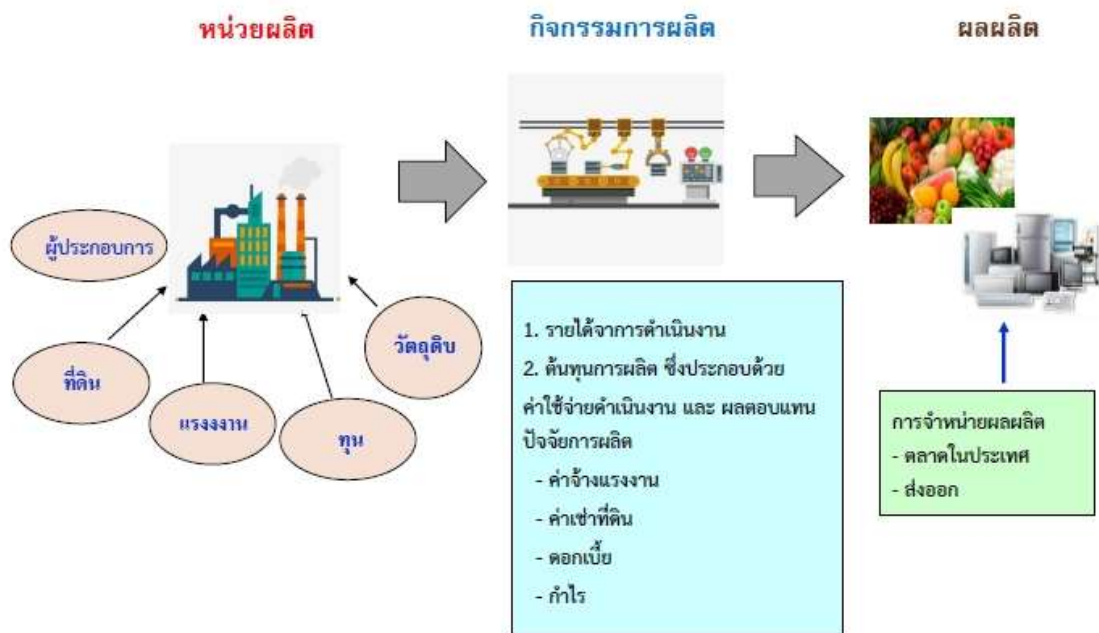 หน่วยผลิต
กิจกรรมการผลิต
ผลผลิต
ผู้ประกอบการ
ที่ดิน
แรงงงาน
ทุน
วัตถุดิบ
1. รายได้จาการดำเนินงาน
2. ต้นทุนการผลิต ซึ่งประกอบด้วย
ค่าใช้จ่ายดำเนินงาน และ ผลตอบแทน
ปัจจัยการผลิต
- ค่าจ้างแรงงาน
- ค่าเช่าที่ดิน
- ดอกเบี้ย
- กำไร
การจำหน่ายผลผลิต
- ตลาดในประเทศ
- ส่งออก